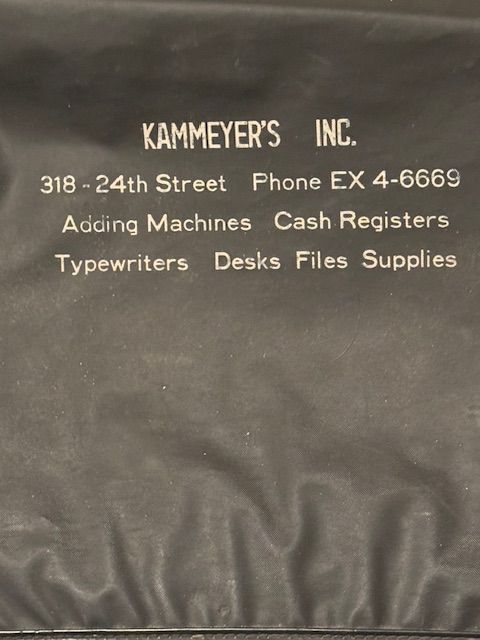 KAMMEYER'S INC.
318 - 24th Street Phone EX 4-6669
Adding Machines Cash Registers
Typewriters Desks Files Supplies